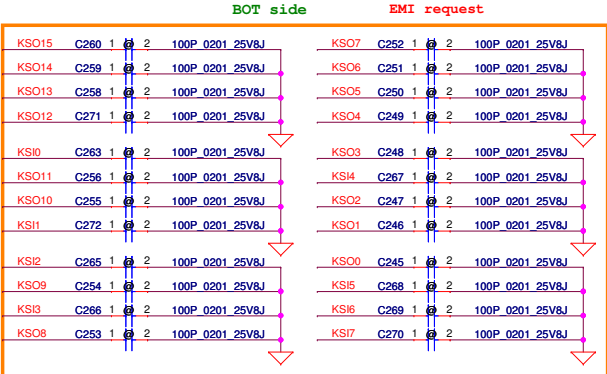 BOT side EMI request
KSO15 C260 1 @ 2 100P_0201_25V8J KSO7 C252 1 @ 2 100P_0201_25V8J
KSO14 C259 1 @ 2 100P_0201_25V8J KSO6 C251 1 @ 2 100P_0201_25V8J
KSO13 C258 1 @ 2 100P_0201_25V8J KSO5 C250 1 @ 2 100P_0201_25V8J
KSO12 C271 1 @ 2 100P_0201_25V8J KSO4 C249 1 @ 2 100P_0201_25V8J
KSI0 C263 1 @ 2 100P_0201_25V8J KSO3 C248 1 @ 2 100P_0201_25V8J
KSO11 C256 1 @ 2 100P_0201_25V8J KSI4 C267 1 @ 2 100P_0201_25V8J
KSO10 C255 1 @ 2 100P_0201_25V8J KSO2 C247 1 @ 2 100P_0201_25V8J
KSI1 C272 1 @ 2 100P_0201_25V8J KSO1 C246 1 @ 2 100P_0201_25V8J
KSI2 C265 1 @ 2 100P_0201_25V8J KSO0 C245 1 @ 2 100P_0201_25V8J
KSO9 C254 1 @ 2 100P_0201_25V8J KSI5 C268 1 @ 2 100P_0201_25V8J
KSI3 C266 1 @ 2 100P_0201_25V8J KSI6 C269 1 @ 2 100P_0201_25V8J
KSO8 C253 1 @ 2 100P_0201_25V8J KSI7 C270 1 @ 2 100P_0201_25V8J